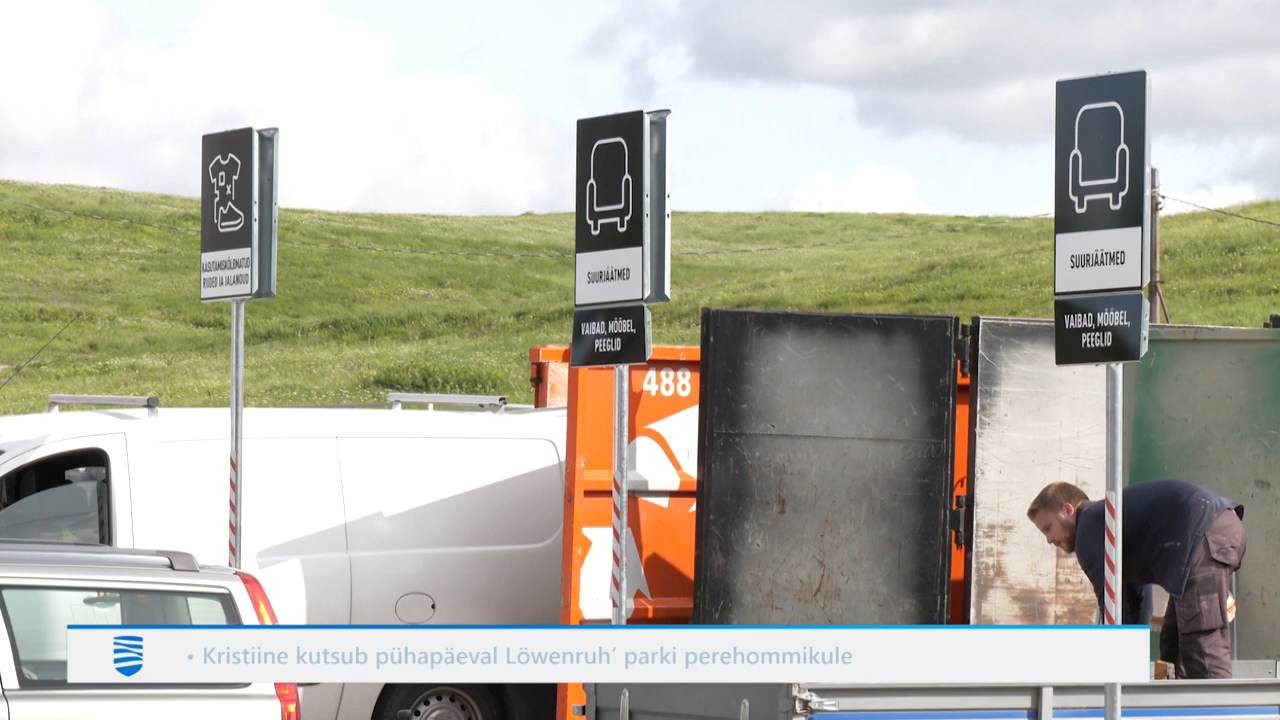 KASUTAMISKÕLBMATUD
RIIDED JA JALANÕUD
SUURJÄÄTMED
VAIBAD, MÖÖBEL,
PEEGLID
SUURJÄÄTMED
VAIBAD, MÖÖBEL,
PEEGLID
488
• Kristiine kutsub pühapäeval Löwenruh´ parki perehommikule